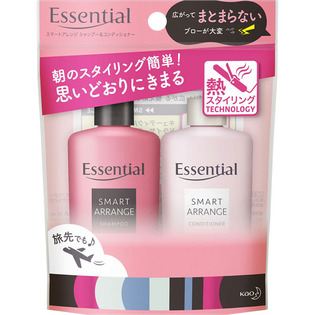 Essential
スマートアレンジ シャンプー&コンディショナー
広がって まとまらない
ブローが大変
朝のスタイリング簡単!
思いどおりにきまる
熱
スタイリング
TECHNOLOGY
Essential
SMART
ARRANGE
SHAMPOO
Essential
SMART
ARRANGE
CONDITIONER
旅先でも♪
Kao